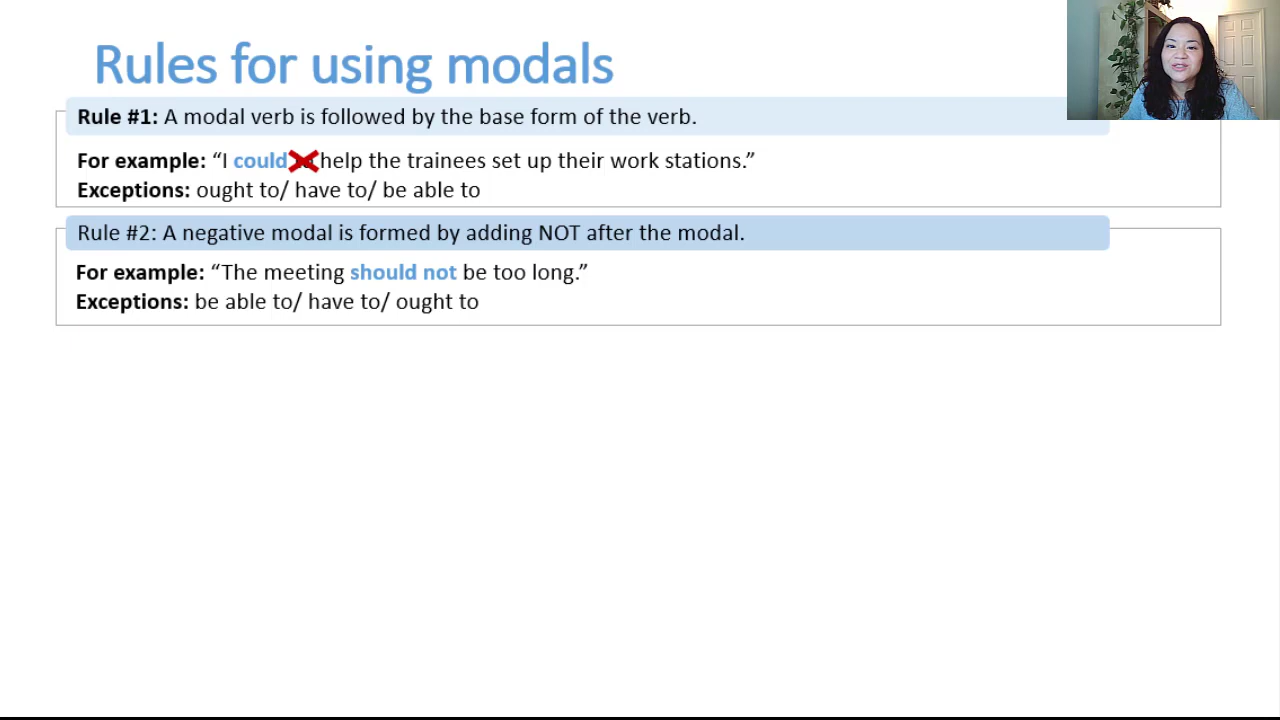 Rules for using modals
Rule #1: A modal verb is followed by the base form of the verb.
For example: “I could to help the trainees set up their work stations.”
Exceptions: ought to/ have to/ be able to
Rule #2: A negative modal is formed by adding NOT after the modal.
For example: “The meeting should not be too long.”
Exceptions: be able to/ have to/ ought to